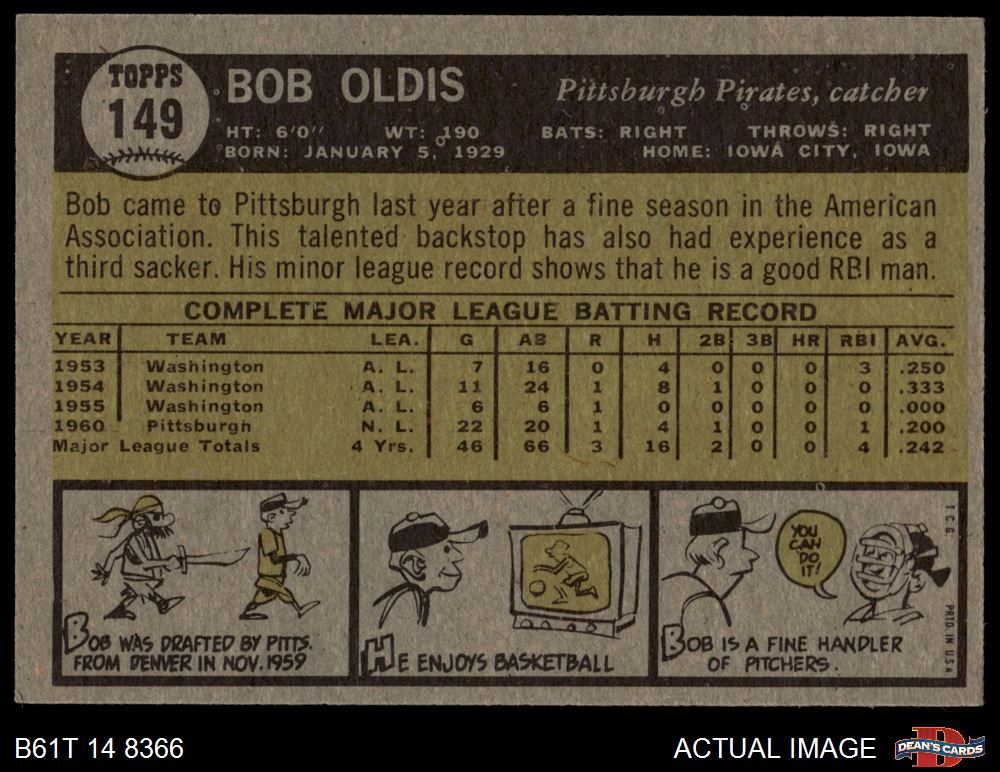 TOPPS
149
BOB OLDIS
Pittsburgh Pirates, catcher
HT: 6'0" WT: 190 BATS: RIGHT THROWS: RIGHT
BORN: JANUARY 5, 1929 HOME: IOWA CITY, IOWA
Bob came to Pittsburgh last year after a fine season in the American
Association. This talented backstop has also had experience as a
third sacker. His minor league record shows that he is a good RBI man.
COMPLETE MAJOR LEAGUE BATTING RECORD
YEAR TEAM LEA. G AB R H 2B 3B HR RBI AVG.
1953 Washington A. L. 7 16 0 4 0 0 0 3 .250
1954 Washington A. L. 11 24 1 8 1 0 0 0 .333
1955 Washington A. L. 6 6 1 0 0 0 0 0 .000
1960 Pittsburgh N. L. 22 20 1 4 1 0 0 1 .200
Major League Totals 4 Yrs. 46 66 3 16 2 0 0 4 .242
BOB WAS DRAFTED BY PITTS.
FROM DENVER IN NOV. 1959
HE ENJOYS BASKETBALL
YOU
CAN
DO
IT!
BOB IS A FINE HANDLER
OF PITCHERS.
T.C.G. PRTD. IN U.S.A.
B61T 14 8366
ACTUAL IMAGE
DEAN'S CARDS